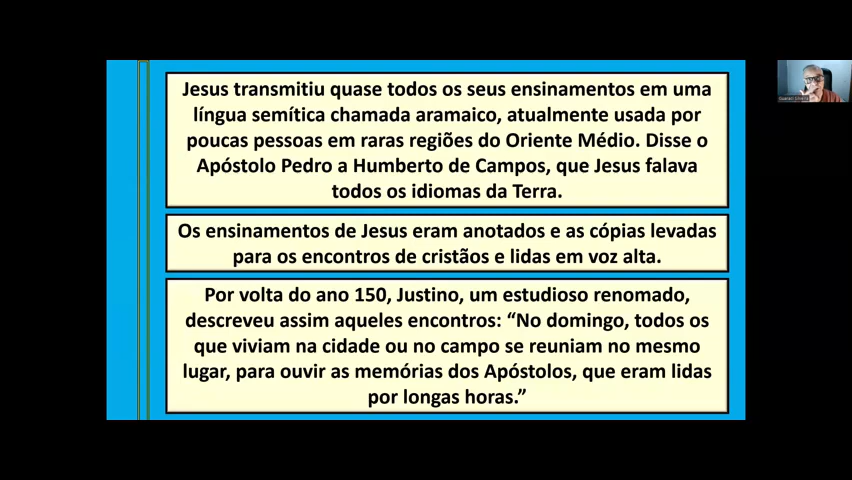 Jesus transmitiu quase todos os seus ensinamentos em uma
língua semítica chamada aramaico, atualmente usada por
poucas pessoas em raras regiões do Oriente Médio. Disse o
Apóstolo Pedro a Humberto de Campos, que Jesus falava
todos os idiomas da Terra.
Os ensinamentos de Jesus eram anotados e as cópias levadas
para os encontros de cristãos e lidas em voz alta.
Por volta do ano 150, Justino, um estudioso renomado,
descreveu assim aqueles encontros: “No domingo, todos os
que viviam na cidade ou no campo se reuniam no mesmo
lugar, para ouvir as memórias dos Apóstolos, que eram lidas
por longas horas.”